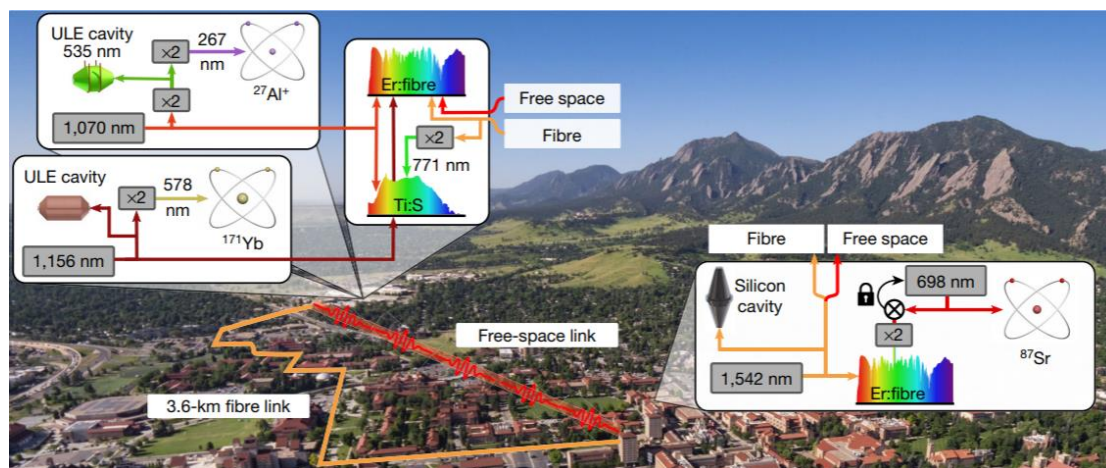 ULE cavity
535 nm
×2
267
nm
×2
²⁷Al⁺
1,070 nm
Er:fibre
Free space
Fibre
×2
771 nm
Ti:S
ULE cavity
×2
578
nm
¹⁷¹Yb
1,156 nm
Free-space link
3.6-km fibre link
Fibre
Free space
Silicon
cavity
698 nm
×2
⁸⁷Sr
1,542 nm
Er:fibre